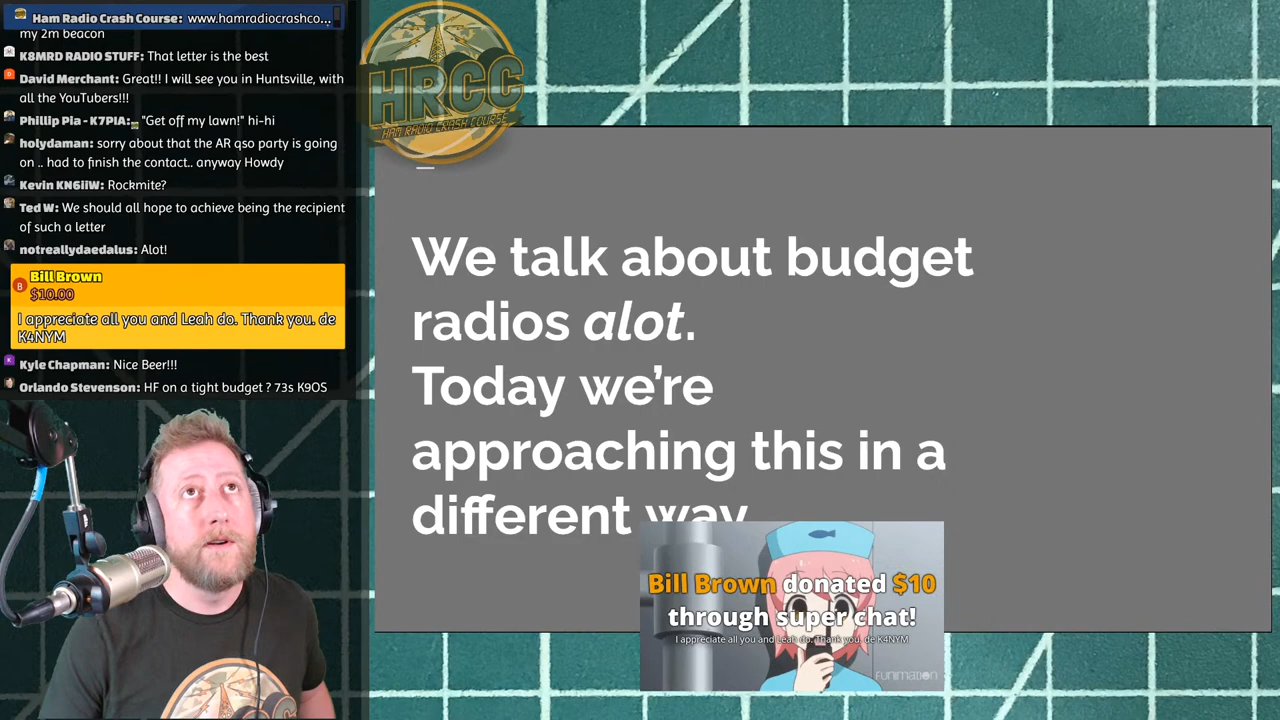 Ham Radio Crash Course: www.hamradiocrashco...
my 2m beacon
K8MRD RADIO STUFF: That letter is the best
David Merchant: Great!! I will see you in Huntsville, with
all the YouTubers!!!
Phillip Pia - K7PIA: "Get off my lawn!" hi-hi
holydaman: sorry about that the AR qso party is going
on .. had to finish the contact.. anyway Howdy
Kevin KN6iiW: Rockmite?
Ted W: We should all hope to achieve being the recipient
of such a letter
notreallydaedalus: Alot!
B
Bill Brown
$10.00
I appreciate all you and Leah do. Thank you. de
K4NYM
Kyle Chapman: Nice Beer!!!
Orlando Stevenson: HF on a tight budget ? 73s K9OS
HRCC
HAM RADIO CRASH COURSE
We talk about budget
radios alot.
Today we're
approaching this in a
different way
Bill Brown donated $10
through super chat!
I appreciate all you and Leah do. Thank you. de K4NYM
FUNIMATION